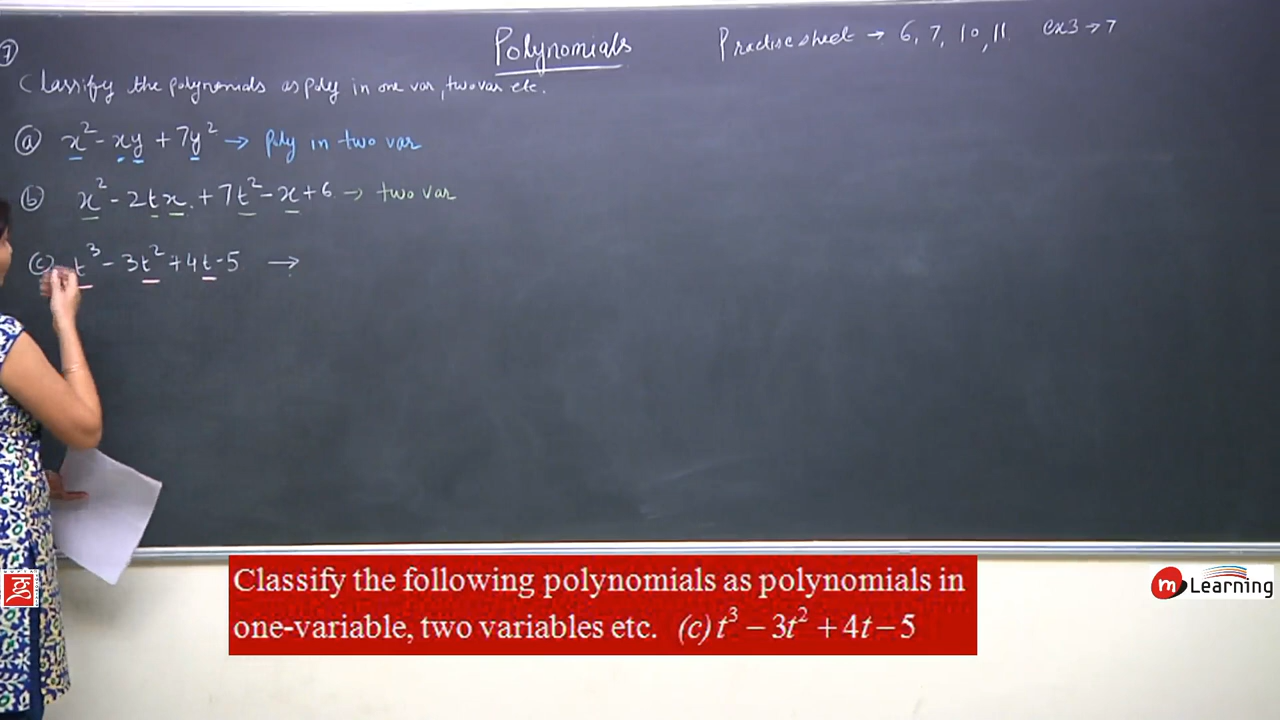 Polynomials
Practise sheet → 6, 7, 10, 11 ex3 → 7
7
Classify the polynomials as poly in one var, two var etc.
(a) x² - xy + 7y² → Poly in two var
(b) x² - 2tx + 7t² - x + 6 → two var
(c) t³ - 3t² + 4t - 5 →
Classify the following polynomials as polynomials in
one-variable, two variables etc. (c) t³ – 3t² + 4t – 5
m Learning